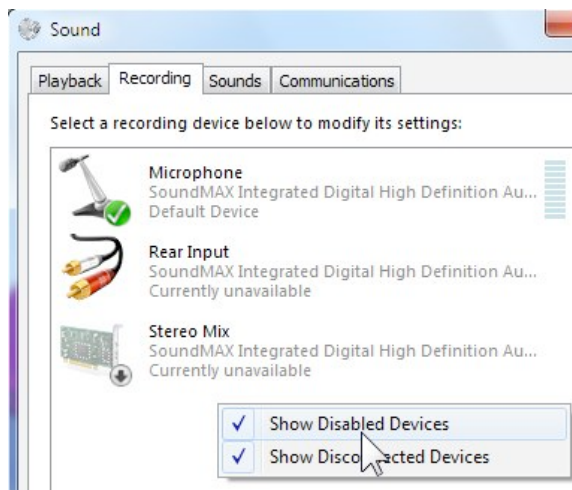 Sound
Playback Recording Sounds Communications
Select a recording device below to modify its settings:
Microphone
SoundMAX Integrated Digital High Definition Au...
Default Device
Rear Input
SoundMAX Integrated Digital High Definition Au...
Currently unavailable
Stereo Mix
SoundMAX Integrated Digital High Definition Au...
Currently unavailable
Show Disabled Devices
Show Disconnected Devices